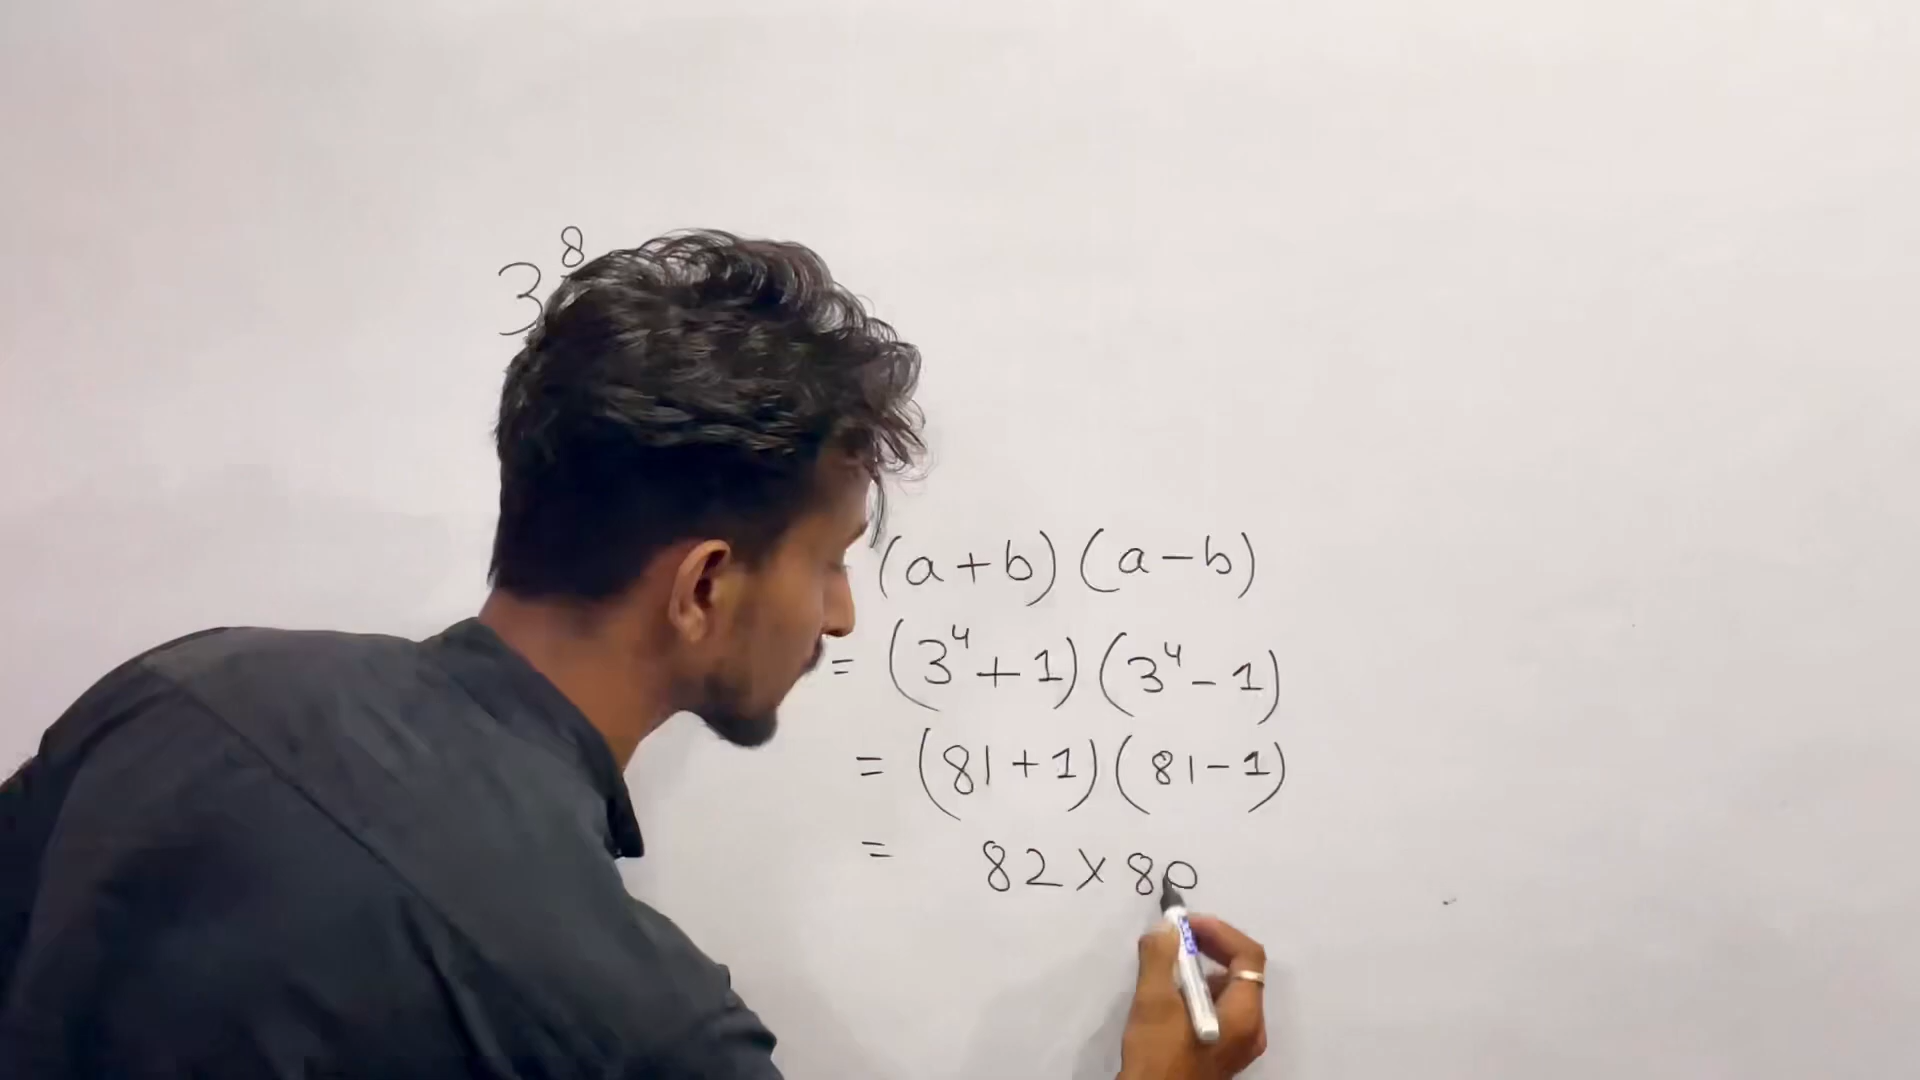 3⁸
(a+b)(a-b)
= (3⁴+1)(3⁴-1)
= (81+1)(81-1)
= 82×80